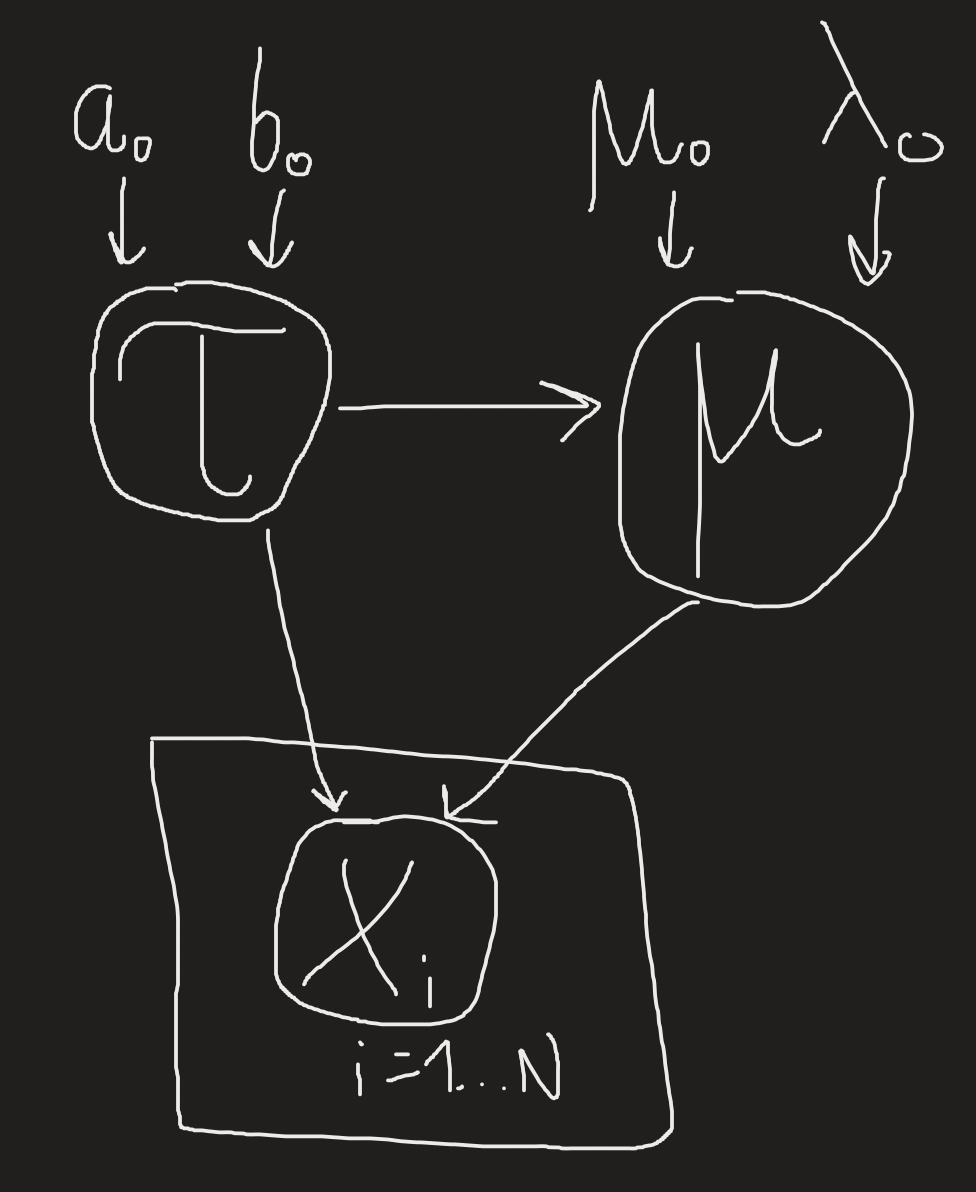 a₀ b₀ μ₀ λ₀
τ μ
xᵢ
i=1...N